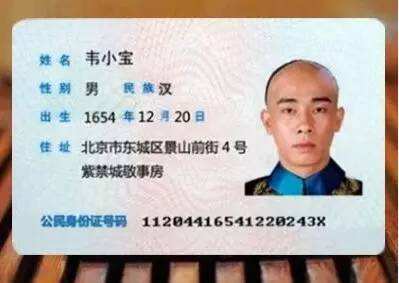 姓名 韦小宝
性别 男 民族 汉
出生 1654 年 12 月 20 日
住址 北京市东城区景山前街 4 号
紫禁城敬事房
公民身份证号码 11204416541220243X